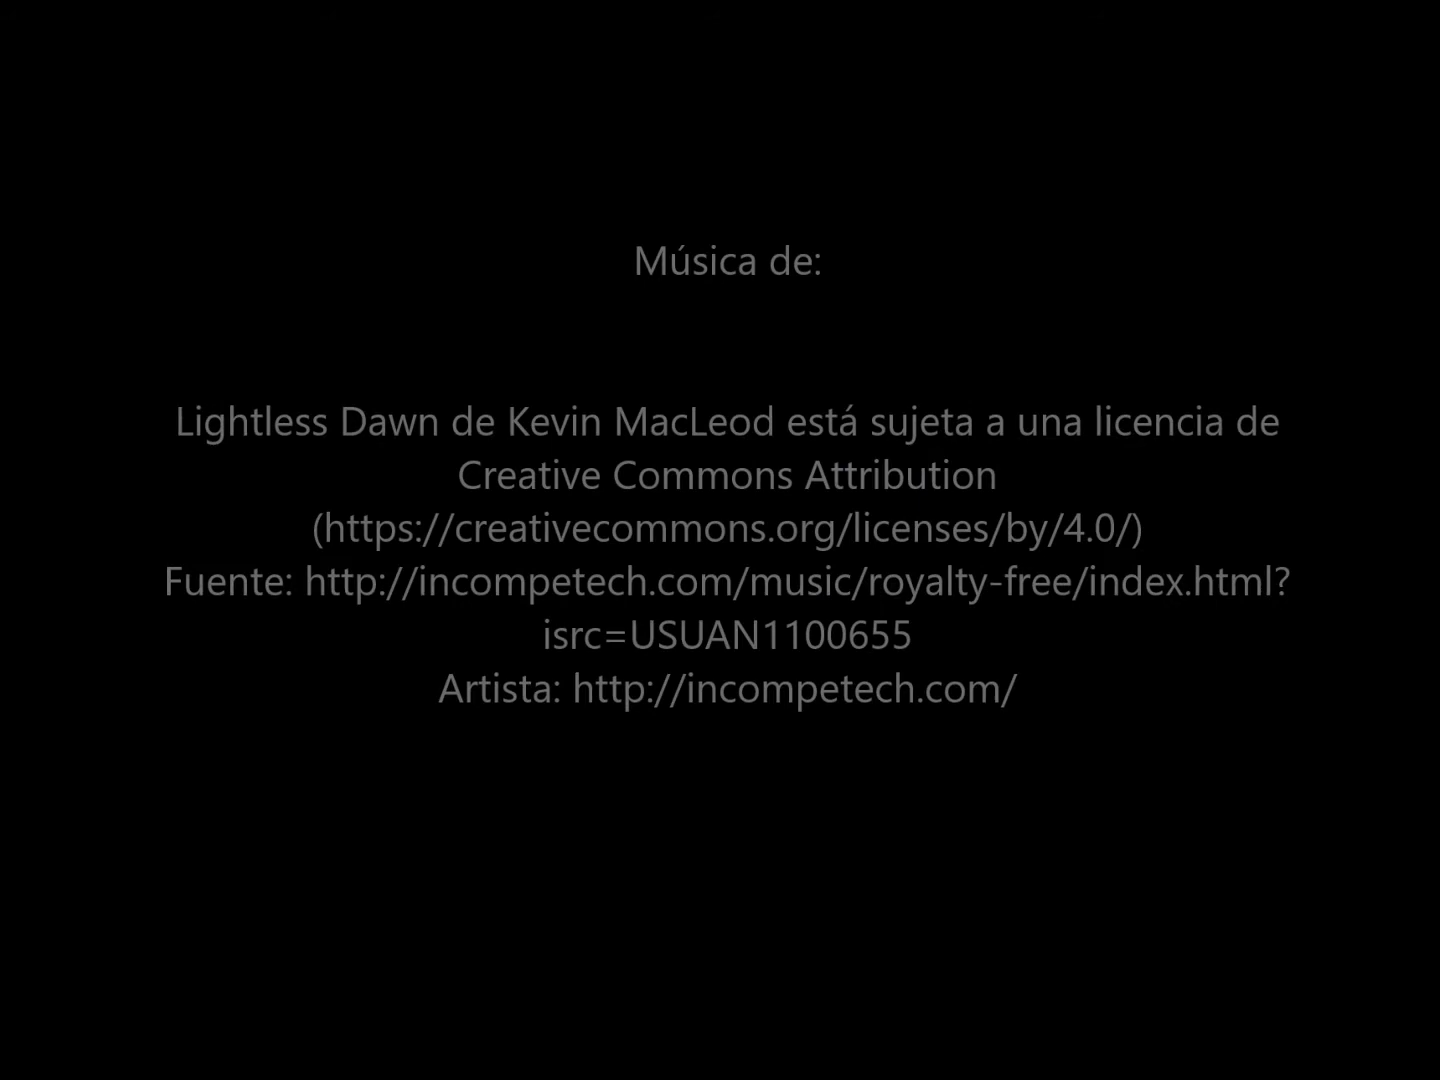 Música de:
Lightless Dawn de Kevin MacLeod está sujeta a una licencia de
Creative Commons Attribution
(https://creativecommons.org/licenses/by/4.0/)
Fuente: http://incompetech.com/music/royalty-free/index.html?
isrc=USUAN1100655
Artista: http://incompetech.com/